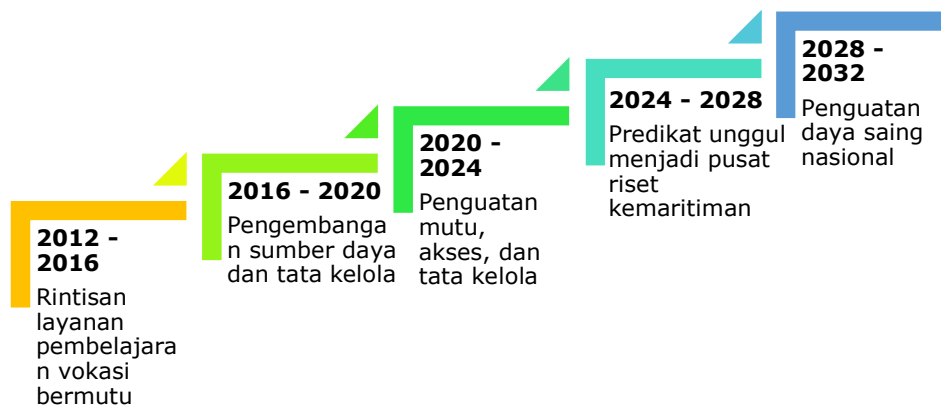 2012 -
2016
Rintisan
layanan
pembelajara
n vokasi
bermutu
2016 - 2020
Pengembanga
n sumber daya
dan tata kelola
2020 -
2024
Penguatan
mutu,
akses, dan
tata kelola
2024 - 2028
Predikat unggul
menjadi pusat
riset
kemaritiman
2028 -
2032
Penguatan
daya saing
nasional